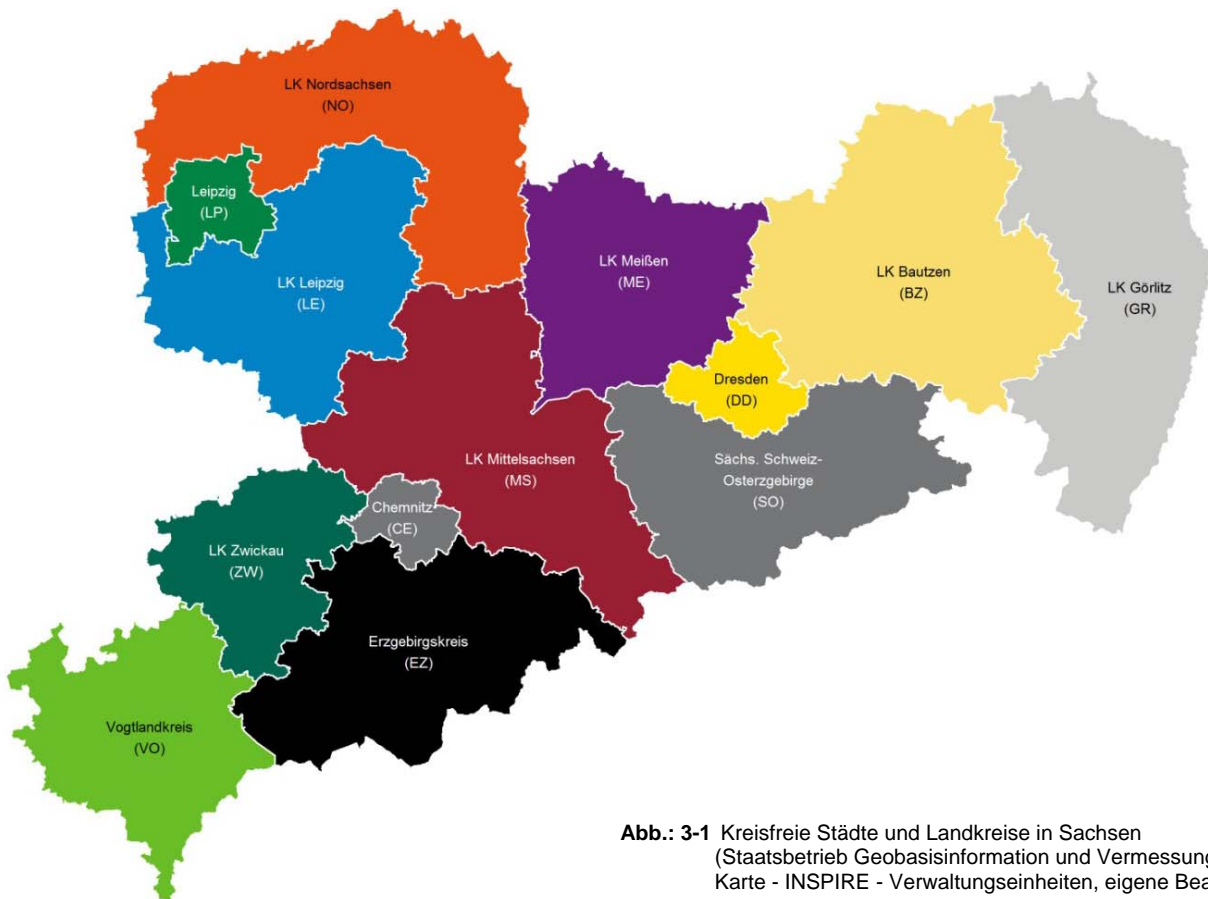 LK Nordsachsen
(NO)
Leipzig
(LP)
LK Leipzig
(LE)
LK Meißen
(ME)
LK Bautzen
(BZ)
LK Görlitz
(GR)
Dresden
(DD)
LK Mittelsachsen
(MS)
Sächs. Schweiz-
Osterzgebirge
(SO)
Chemnitz
(CE)
LK Zwickau
(ZW)
Erzgebirgskreis
(EZ)
Vogtlandkreis
(VO)
Abb.: 3-1 Kreisfreie Städte und Landkreise in Sachsen
(Staatsbetrieb Geobasisinformation und Vermessung
Karte - INSPIRE - Verwaltungseinheiten, eigene